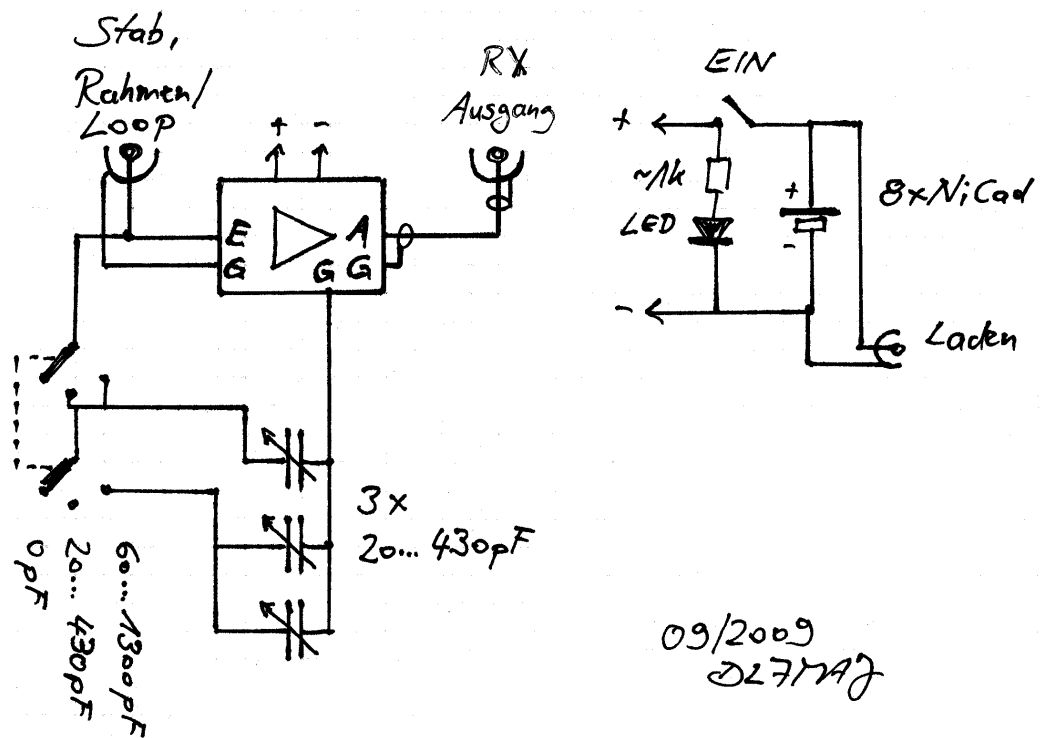 Stab,
Rahmen/
Loop
RX
Ausgang
EIN
+ -
+
~1k
LED
+
-
8xNiCad
E A
G G G
-
Laden
3x
20... 430pF
60...1300pF
20... 430pF
0pF
09/2009
DL7MAJ